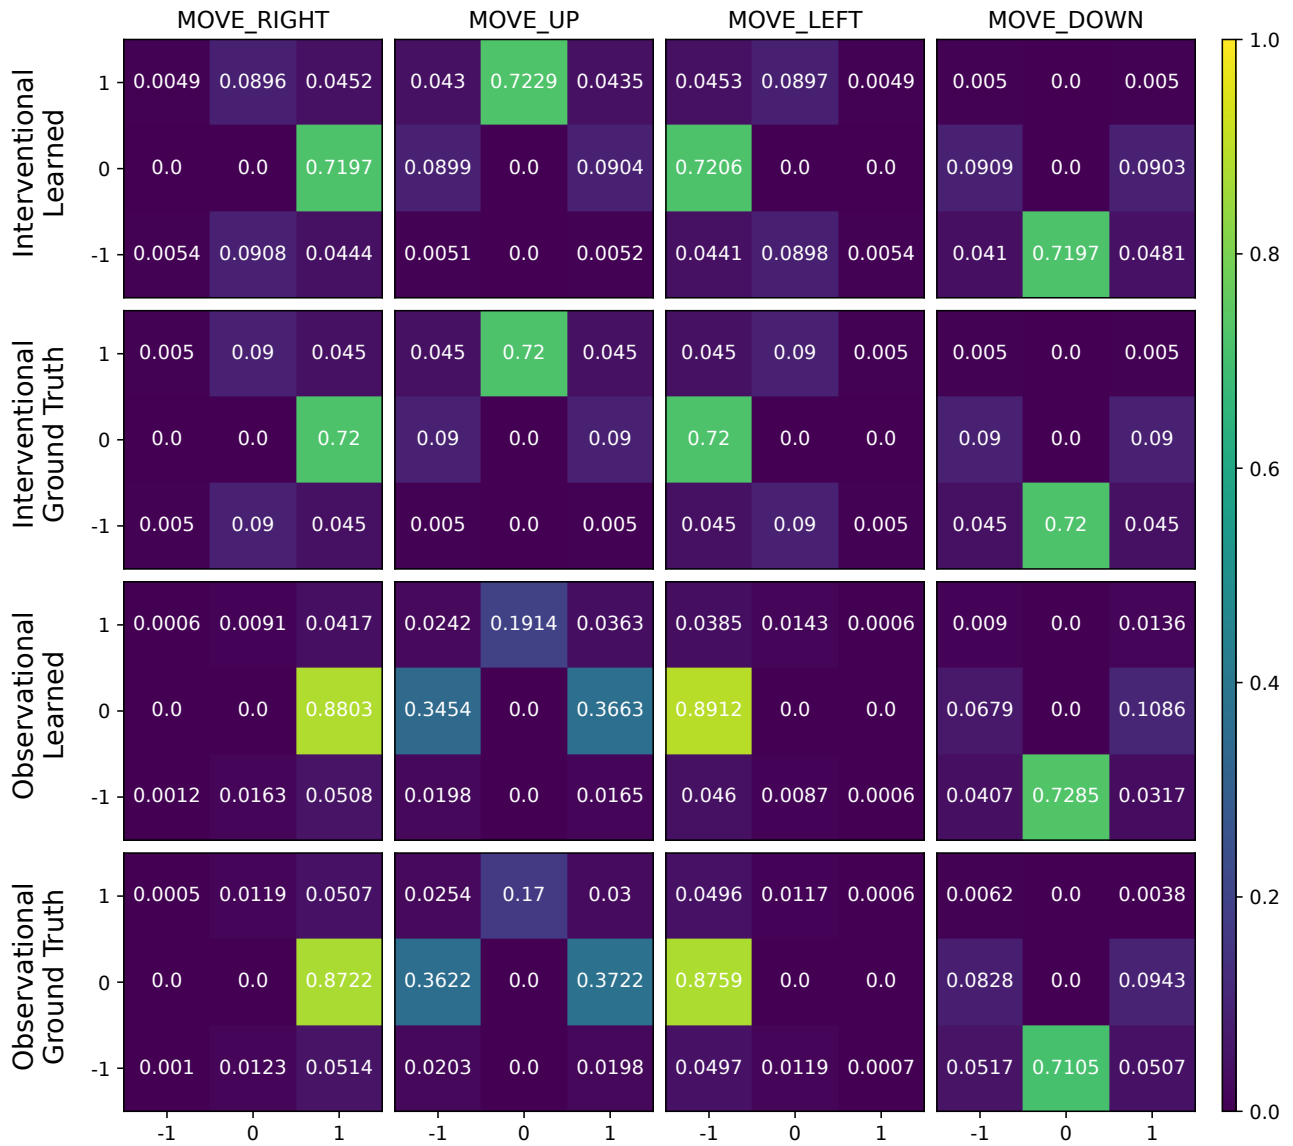 MOVE_RIGHT MOVE_UP MOVE_LEFT MOVE_DOWN
Interventional
Learned
1 0.0049 0.0896 0.0452 0.043 0.7229 0.0435 0.0453 0.0897 0.0049 0.005 0.0 0.005
0 0.0 0.0 0.7197 0.0899 0.0 0.0904 0.7206 0.0 0.0 0.0909 0.0 0.0903
-1 0.0054 0.0908 0.0444 0.0051 0.0 0.0052 0.0441 0.0898 0.0054 0.041 0.7197 0.0481
Interventional
Ground Truth
1 0.005 0.09 0.045 0.045 0.72 0.045 0.045 0.09 0.005 0.005 0.0 0.005
0 0.0 0.0 0.72 0.09 0.0 0.09 0.72 0.0 0.0 0.09 0.0 0.09
-1 0.005 0.09 0.045 0.005 0.0 0.005 0.045 0.09 0.005 0.045 0.72 0.045
Observational
Learned
1 0.0006 0.0091 0.0417 0.0242 0.1914 0.0363 0.0385 0.0143 0.0006 0.009 0.0 0.0136
0 0.0 0.0 0.8803 0.3454 0.0 0.3663 0.8912 0.0 0.0 0.0679 0.0 0.1086
-1 0.0012 0.0163 0.0508 0.0198 0.0 0.0165 0.046 0.0087 0.0006 0.0407 0.7285 0.0317
Observational
Ground Truth
1 0.0005 0.0119 0.0507 0.0254 0.17 0.03 0.0496 0.0117 0.0006 0.0062 0.0 0.0038
0 0.0 0.0 0.8722 0.3622 0.0 0.3722 0.8759 0.0 0.0 0.0828 0.0 0.0943
-1 0.001 0.0123 0.0514 0.0203 0.0 0.0198 0.0497 0.0119 0.0007 0.0517 0.7105 0.0507
-1 0 1 -1 0 1 -1 0 1 -1 0 1
1.0
0.8
0.6
0.4
0.2
0.0